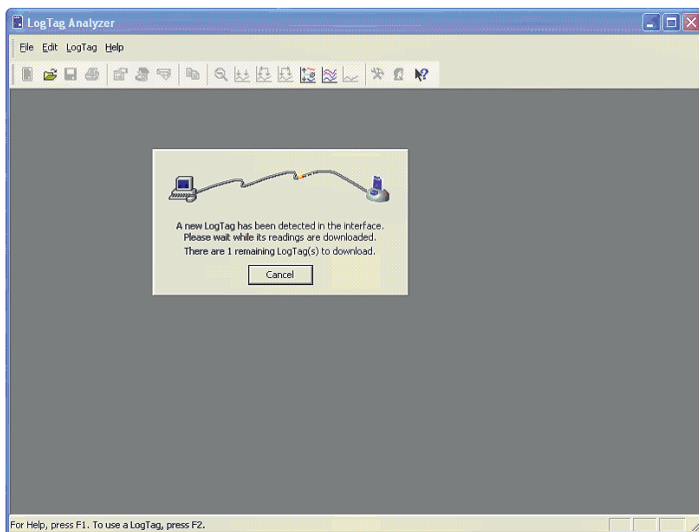 LogTag Analyzer
File Edit LogTag Help
A new LogTag has been detected in the interface.
Please wait while its readings are downloaded.
There are 1 remaining LogTag(s) to download.
Cancel
For Help, press F1. To use a LogTag, press F2.